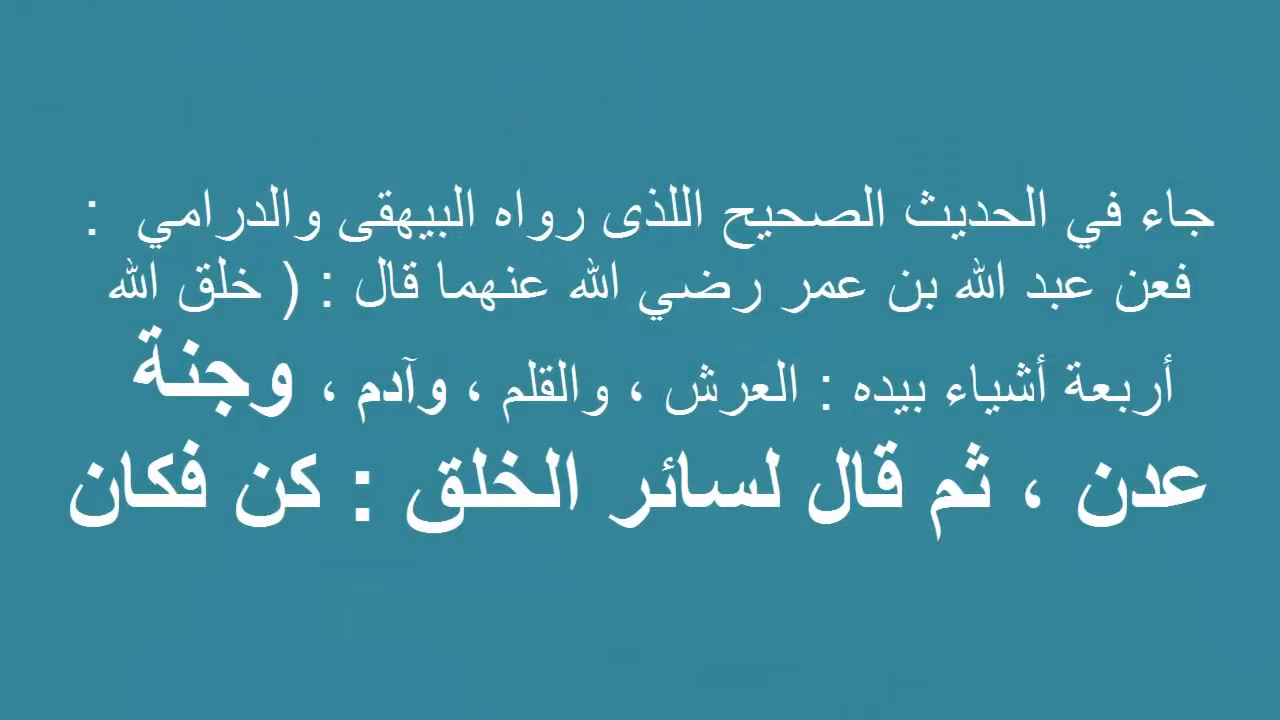 جاء في الحديث الصحيح اللذى رواه البيهقى والدرامي :
فعن عبد الله بن عمر رضي الله عنهما قال : ( خلق الله
أربعة أشياء بيده : العرش ، والقلم ، وآدم ، وجنة
عدن ، ثم قال لسائر الخلق : كن فكان